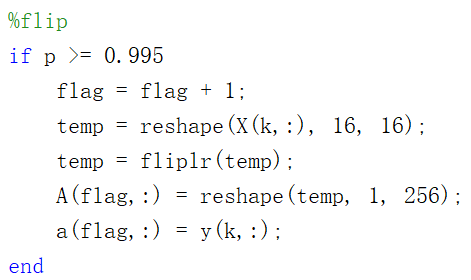 %flip
if p >= 0.995
    flag = flag + 1;
    temp = reshape(X(k,:), 16, 16);
    temp = fliplr(temp);
    A(flag,:) = reshape(temp, 1, 256);
    a(flag,:) = y(k,:);
end